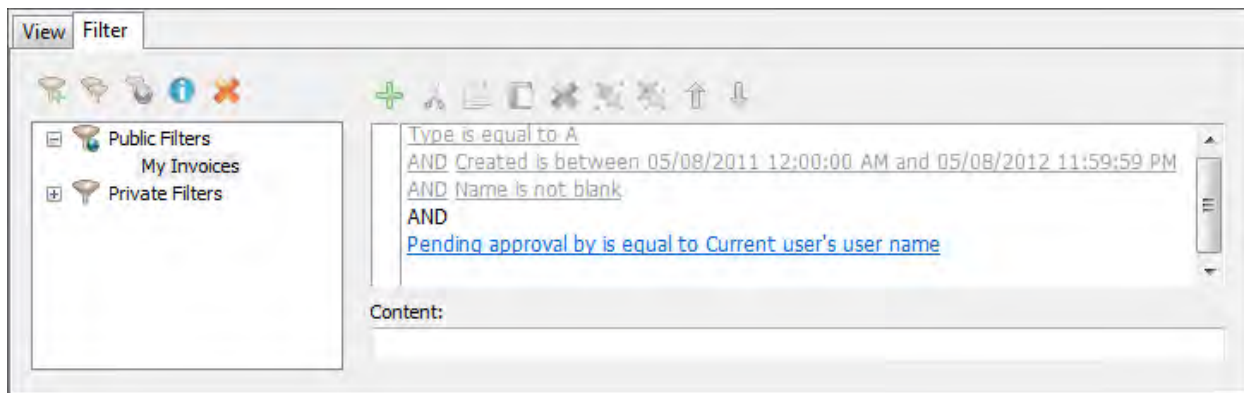 View Filter
Public Filters
My Invoices
Private Filters
Type is equal to A
AND Created is between 05/08/2011 12:00:00 AM and 05/08/2012 11:59:59 PM
AND Name is not blank
AND
Pending approval by is equal to Current user's user name
Content: